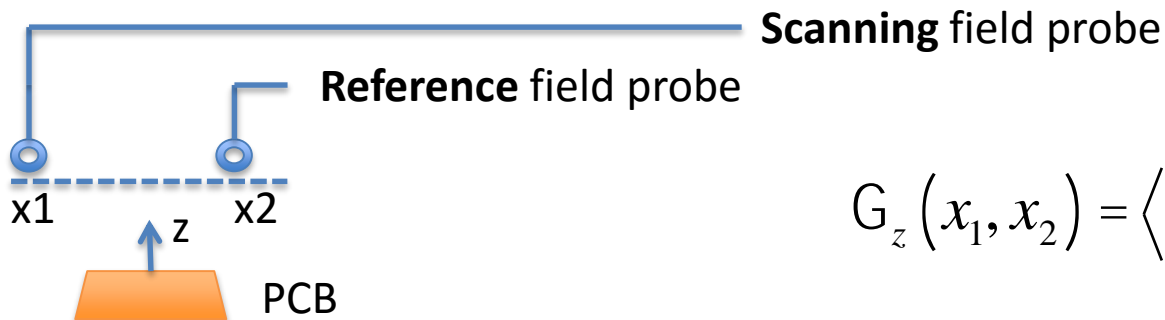 Scanning field probe
Reference field probe
x1
x2
z
G_z (x_1, x_2) = ⟨
PCB